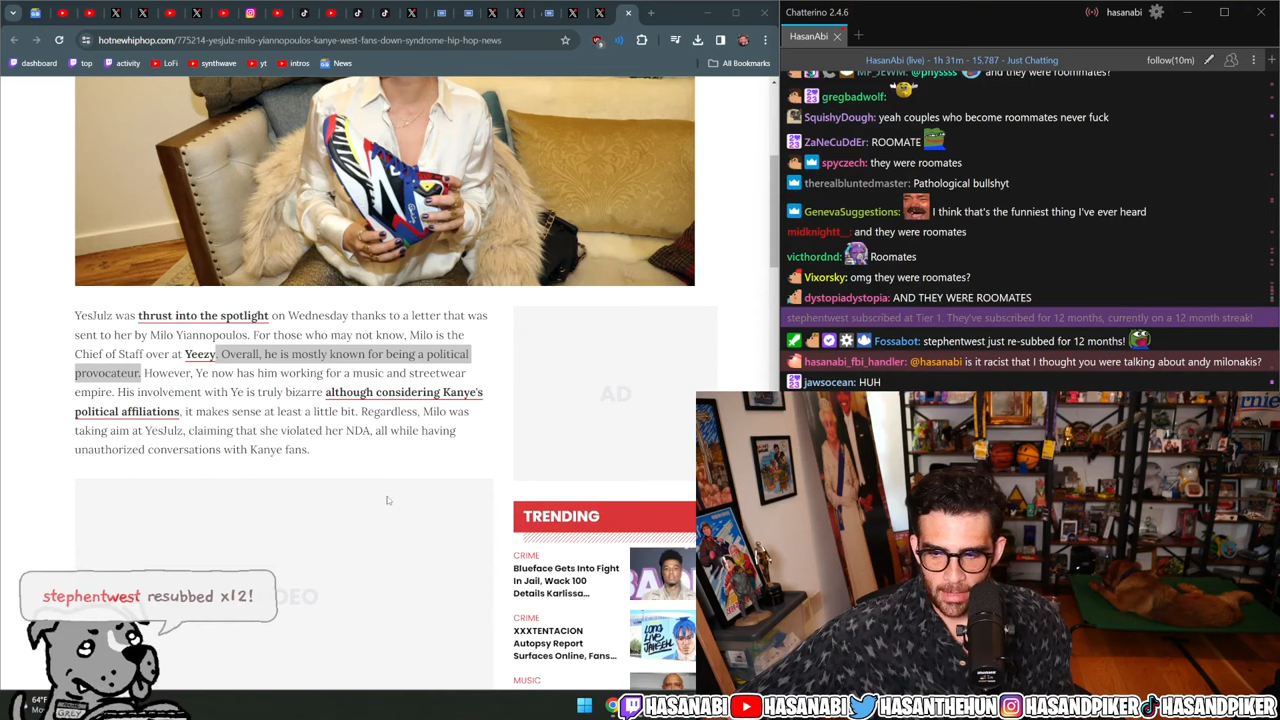 hotnewhiphop.com/775214-yesjulz-milo-yiannopoulos-kanye-west-fans-down-syndrome-hip-hop-news
dashboard
top
activity
LoFi
synthwave
yt
intros
News
All Bookmarks
YesJulz was thrust into the spotlight on Wednesday thanks to a letter that was
sent to her by Milo Yiannopoulos. For those who may not know, Milo is the
Chief of Staff over at Yeezy. Overall, he is mostly known for being a political
provocateur. However, Ye now has him working for a music and streetwear
empire. His involvement with Ye is truly bizarre although considering Kanye's
political affiliations, it makes sense at least a little bit. Regardless, Milo was
taking aim at YesJulz, claiming that she violated her NDA, all while having
unauthorized conversations with Kanye fans.
AD
TRENDING
CRIME
Blueface Gets Into Fight
In Jail, Wack 100
Details Karlissa...
CRIME
XXXTENTACION
Autopsy Report
Surfaces Online, Fans...
MUSIC
stephentwest resubbed x12!
GREY
64°F
Chatterino 2.4.6
hasanabi
HasanAbi
HasanAbi (live) - 1h 31m - 15,787 - Just Chatting
follow(10m)
MF_JEWM: @physsss and they were roommates?
gregbadwolf:
SquishyDough: yeah couples who become roommates never fuck
ZaNeCuDdEr: ROOMATE
spyczech: they were roomates
therealbluntedmaster: Pathological bullshyt
GenevaSuggestions: I think that's the funniest thing I've ever heard
midknightt_: and they were roomates
victhordnd: Roomates
Vixorsky: omg they were roomates?
dystopiadystopia: AND THEY WERE ROOMATES
stephentwest subscribed at Tier 1. They've subscribed for 12 months, currently on a 12 month streak!
Fossabot: stephentwest just re-subbed for 12 months!
hasanabi_fbi_handler: @hasanabi is it racist that I thought you were talking about andy milonakis?
jawsocean: HUH
HASANABI
HASANABI
HASANTHEHUN
HASANDPIKER
HASANDPIKER